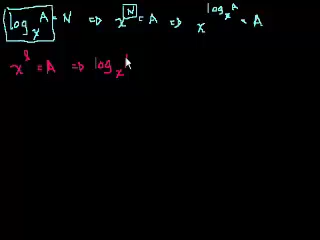 log_x A = N ⇒ x^N = A ⇒ x^(log_x A) = A
x^l = A ⇒ log_x